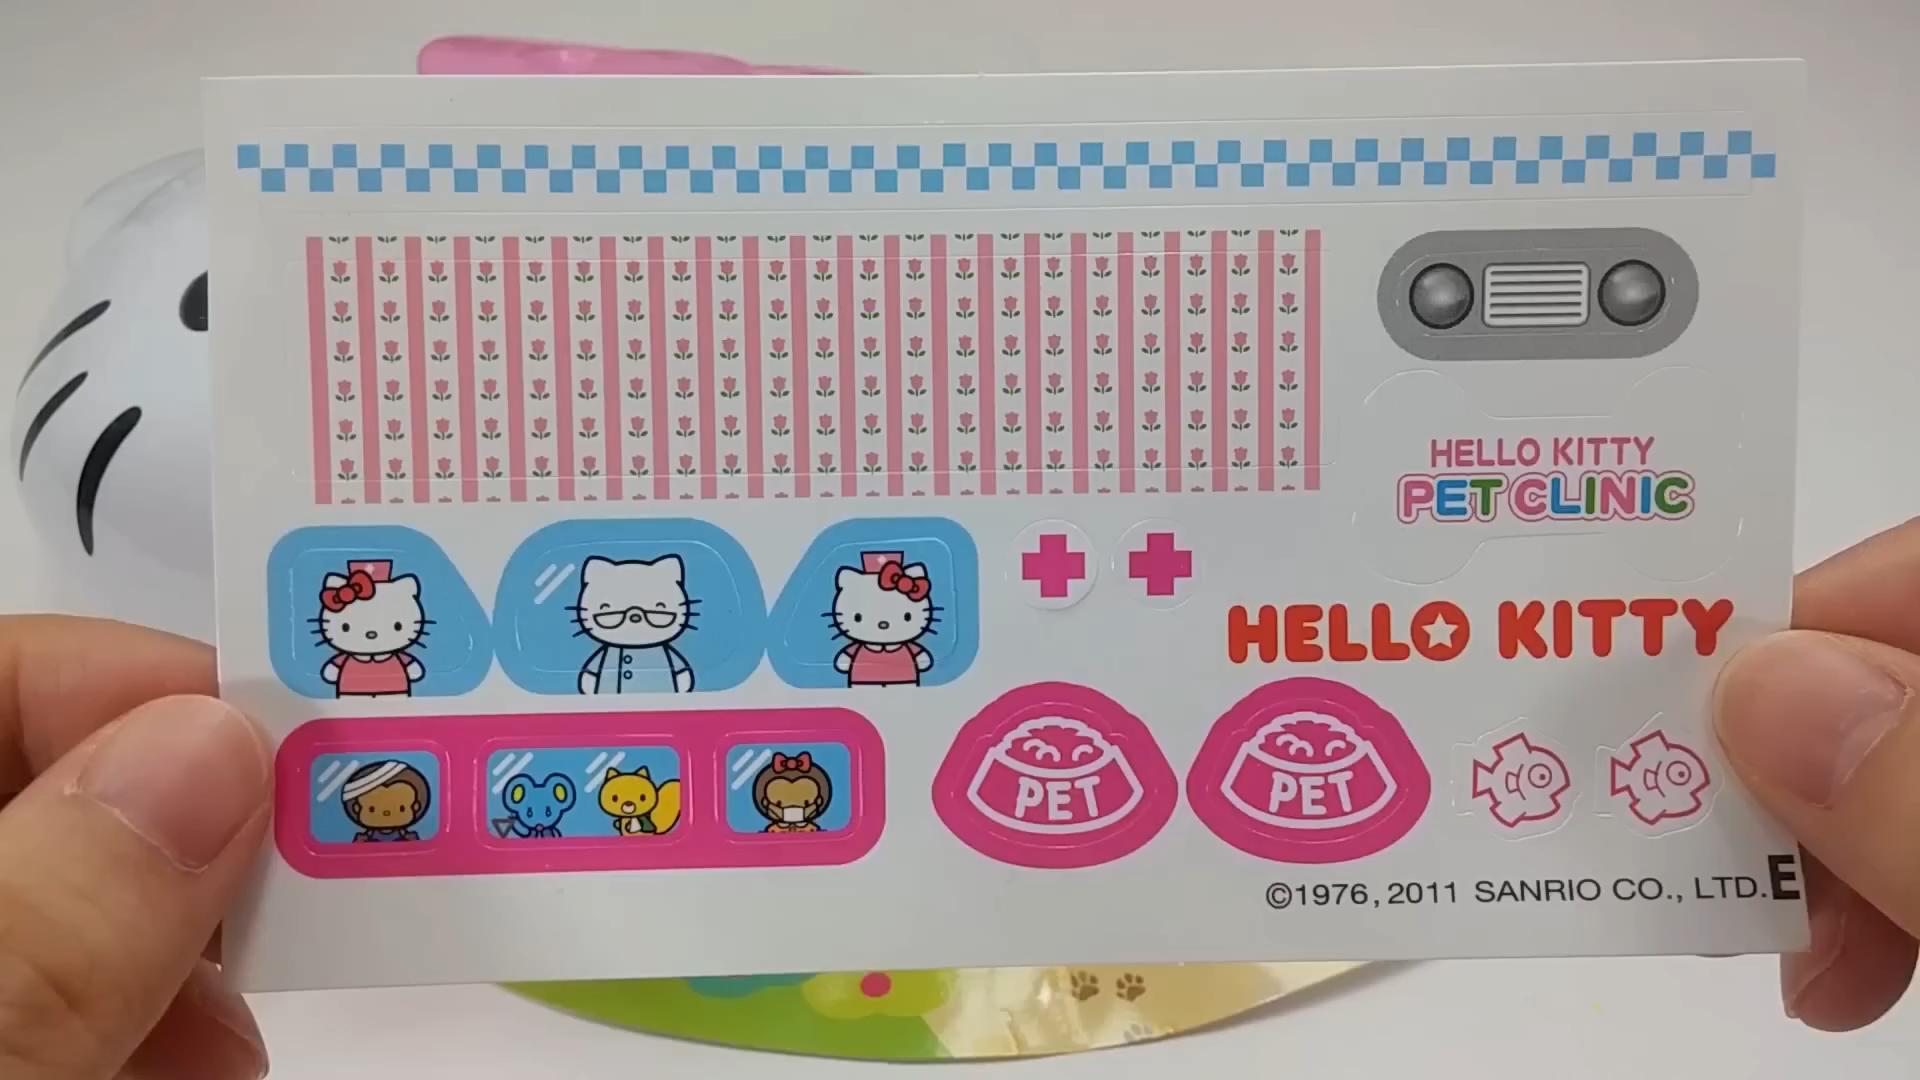 HELLO KITTY
PET CLINIC
HELLO KITTY
PET
PET
©1976, 2011 SANRIO CO., LTD.
E